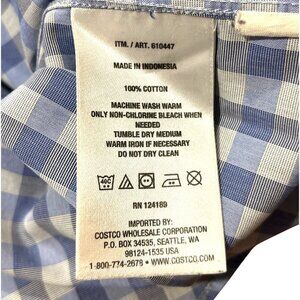 ITM. / ART. 610447
MADE IN INDONESIA
100% COTTON
MACHINE WASH WARM
ONLY NON-CHLORINE BLEACH WHEN
NEEDED
TUMBLE DRY MEDIUM
WARM IRON IF NECESSARY
DO NOT DRY CLEAN
40C
RN 124189
IMPORTED BY:
COSTCO WHOLESALE CORPORATION
P.O. BOX 34535, SEATTLE, WA
98124-1535 USA
1-800-774-2678 • WWW.COSTCO.COM